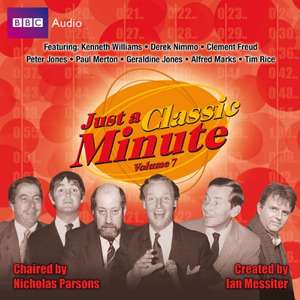 BBC Audio
Featuring: Kenneth Williams • Derek Nimmo • Clement Freud
Peter Jones • Paul Merton • Geraldine Jones • Alfred Marks • Tim Rice
Just a
Classic
Minute
Volume 7
Chaired by
Nicholas Parsons
Created by
Ian Messiter